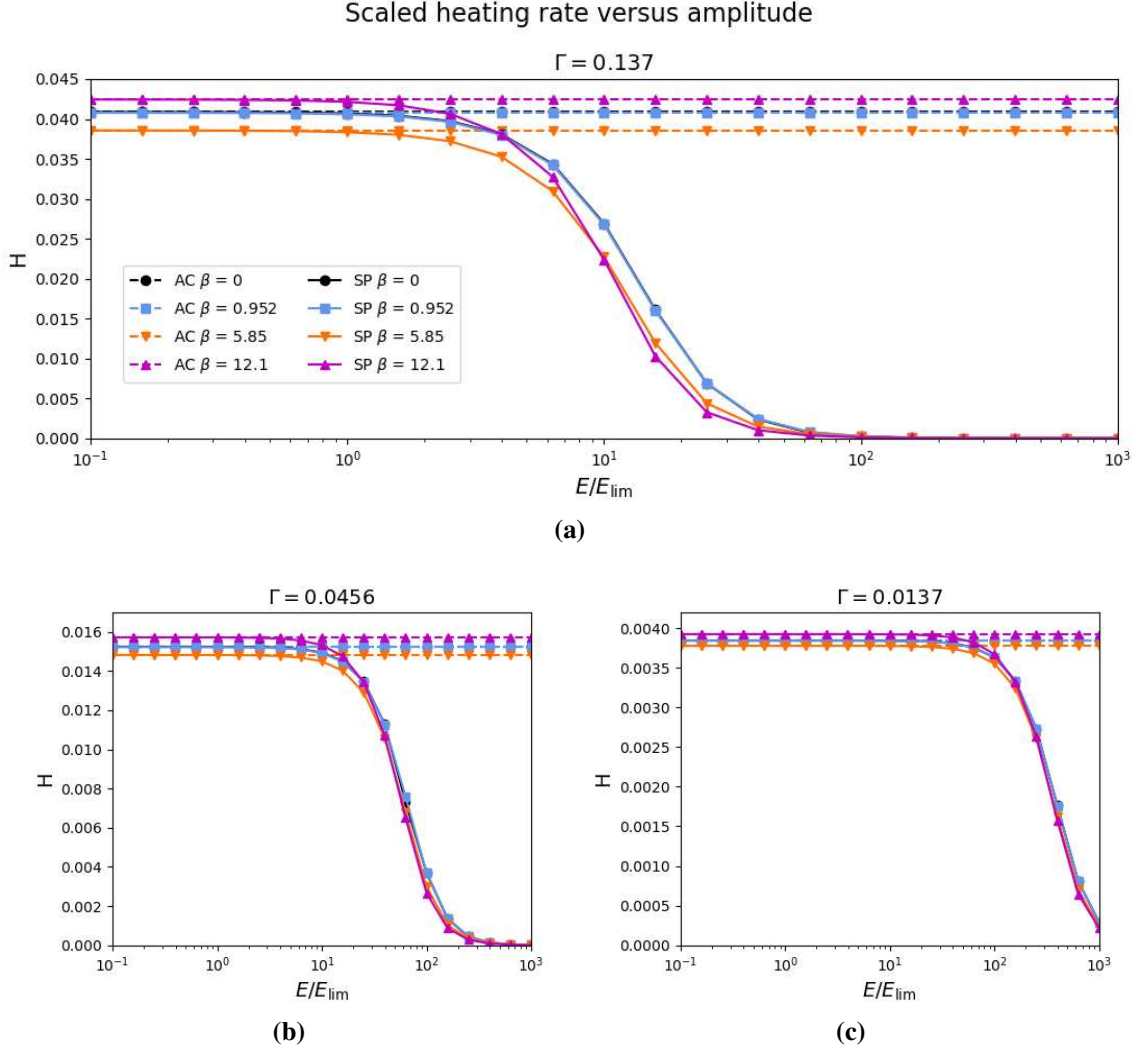 Scaled heating rate versus amplitude
Γ = 0.137
0.045
0.040
0.035
0.030
0.025
0.020
0.015
0.010
0.005
0.000
H
AC β = 0
AC β = 0.952
AC β = 5.85
AC β = 12.1
SP β = 0
SP β = 0.952
SP β = 5.85
SP β = 12.1
10⁻¹ 10⁰ 10¹ 10² 10³
E/E_lim
(a)
Γ = 0.0456
0.016
0.014
0.012
0.010
0.008
0.006
0.004
0.002
0.000
H
10⁻¹ 10⁰ 10¹ 10² 10³
E/E_lim
(b)
Γ = 0.0137
0.0040
0.0035
0.0030
0.0025
0.0020
0.0015
0.0010
0.0005
0.0000
H
10⁻¹ 10⁰ 10¹ 10² 10³
E/E_lim
(c)